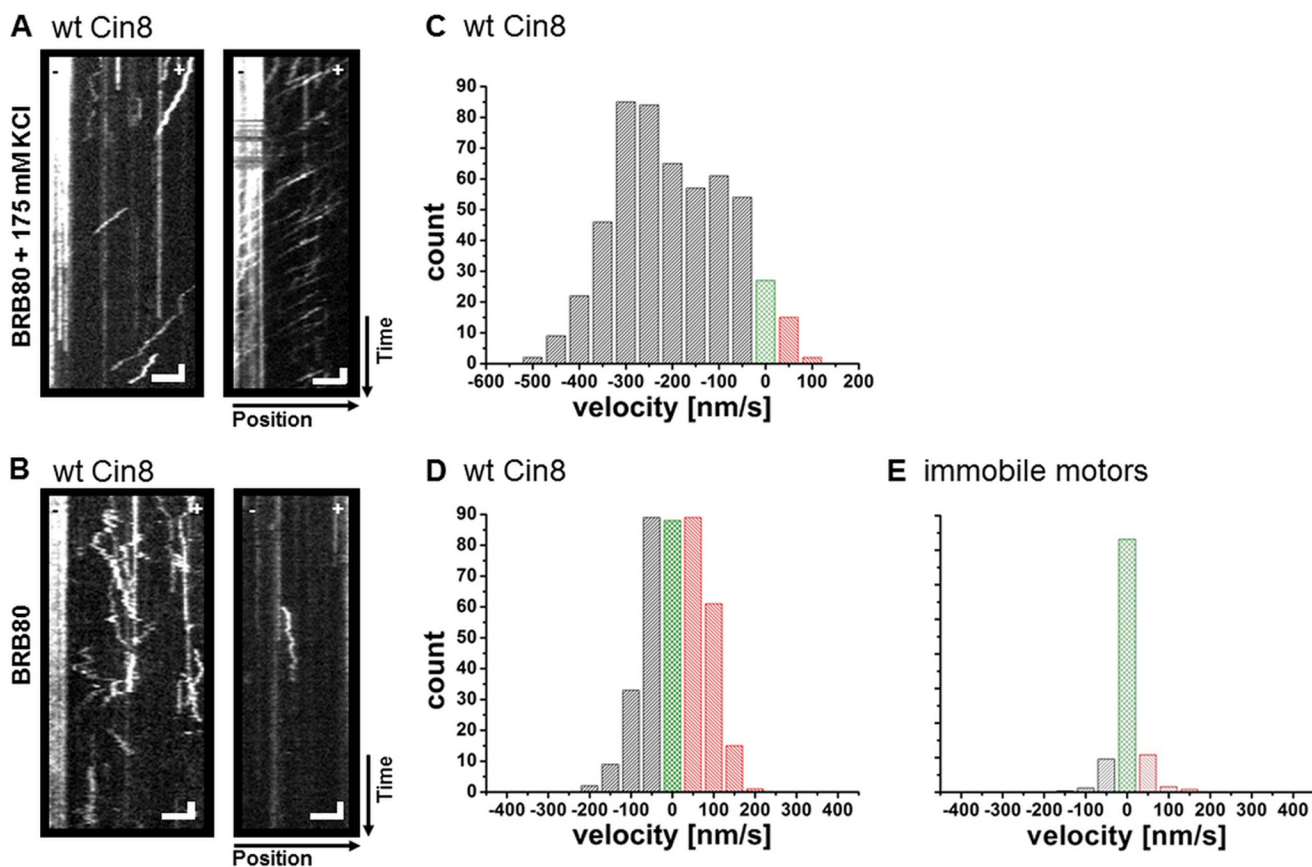 A wt Cin8
BRB80 + 175 mM KCl
- +
- +
Time
Position
C wt Cin8
count
90
80
70
60
50
40
30
20
10
0
-600 -500 -400 -300 -200 -100 0 100 200
velocity [nm/s]
B wt Cin8
BRB80
- +
- +
Time
Position
D wt Cin8
count
90
80
70
60
50
40
30
20
10
0
-400 -300 -200 -100 0 100 200 300 400
velocity [nm/s]
E immobile motors
-400 -300 -200 -100 0 100 200 300 400
velocity [nm/s]